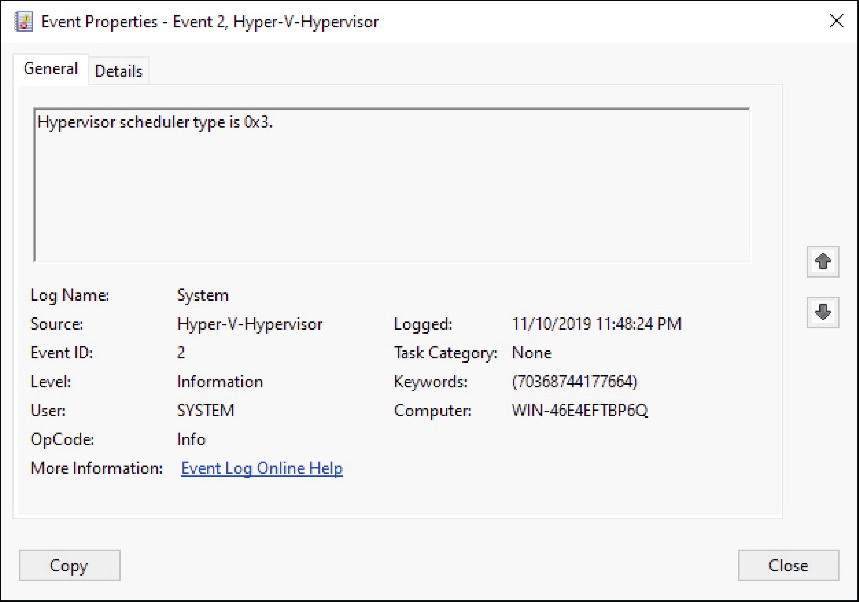 Event Properties - Event 2, Hyper-V-Hypervisor
General
Details
Hypervisor scheduler type is 0x3.
Log Name: System
Source: Hyper-V-Hypervisor Logged: 11/10/2019 11:48:24 PM
Event ID: 2 Task Category: None
Level: Information Keywords: (70368744177664)
User: SYSTEM Computer: WIN-46E4EFTBP6Q
OpCode: Info
More Information: Event Log Online Help
Copy
Close